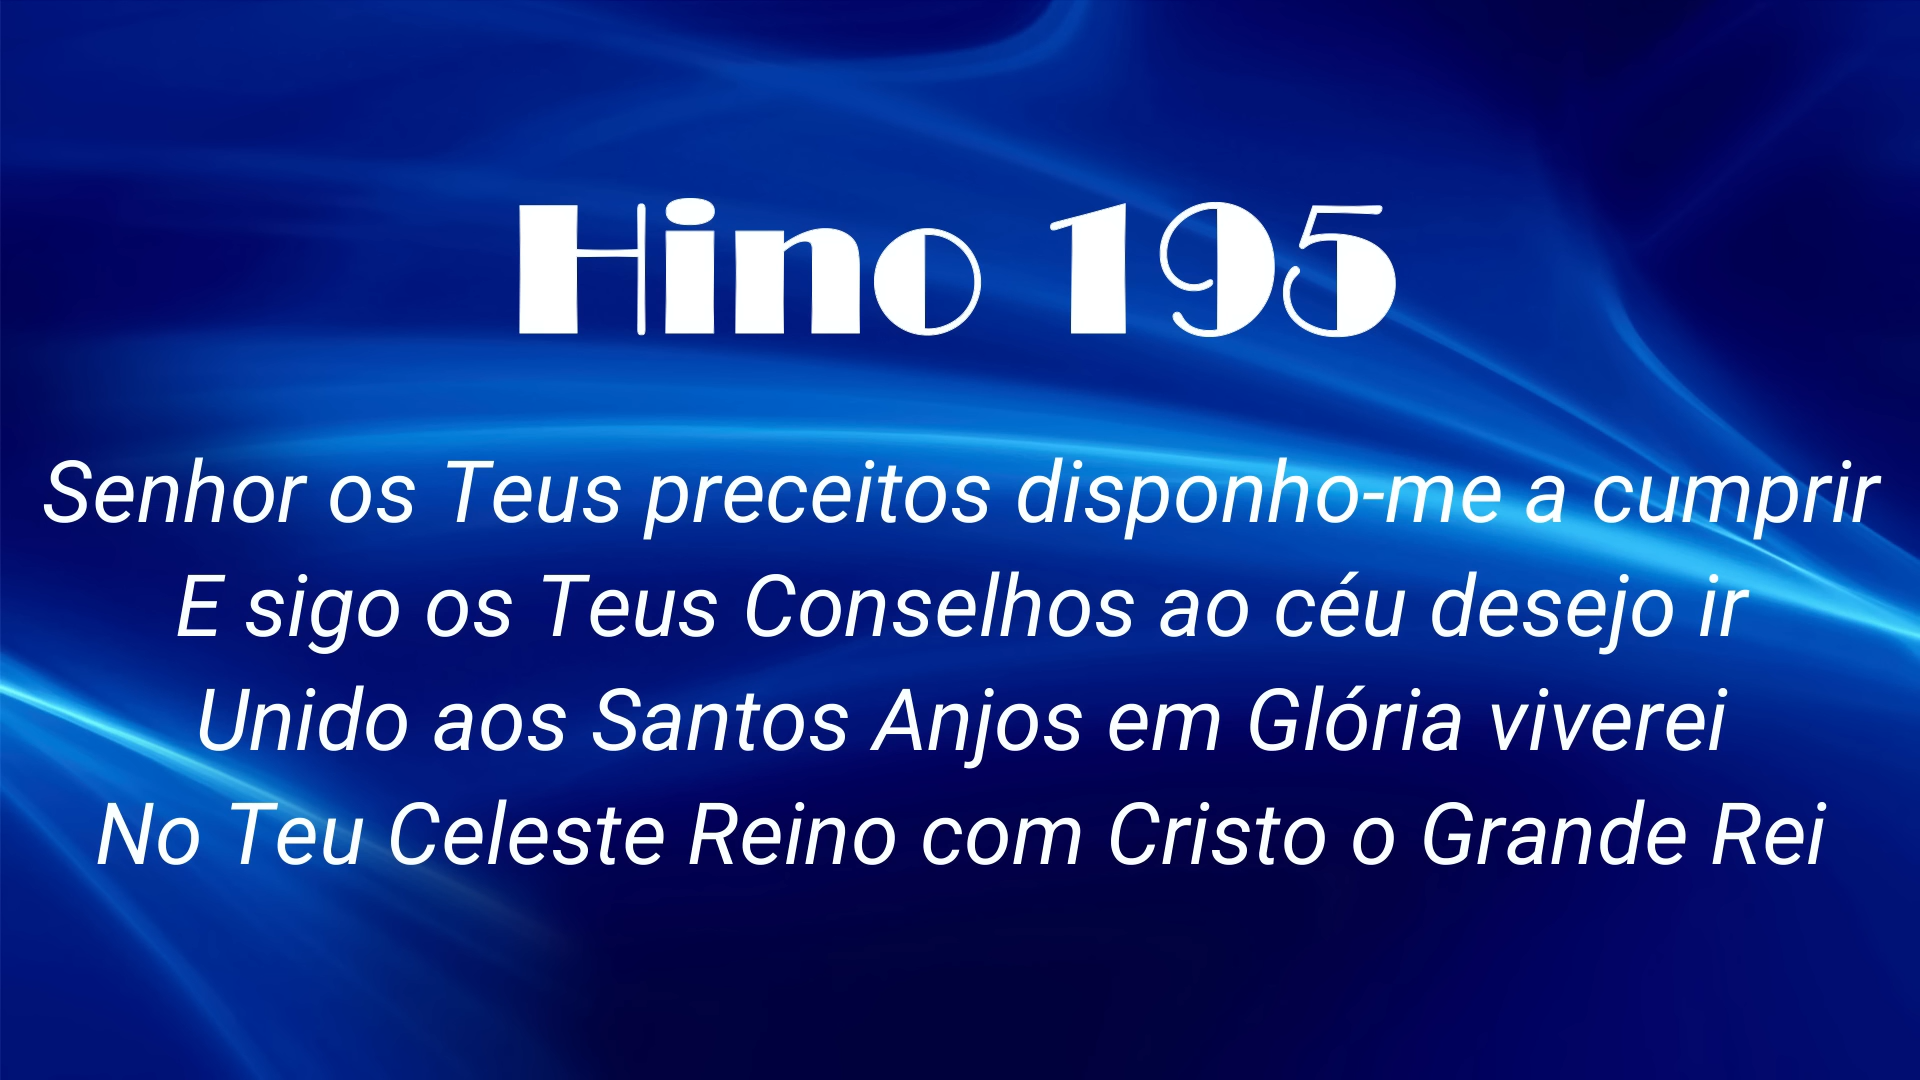 Hino 195
Senhor os Teus preceitos disponho-me a cumprir
E sigo os Teus Conselhos ao céu desejo ir
Unido aos Santos Anjos em Glória viverei
No Teu Celeste Reino com Cristo o Grande Rei